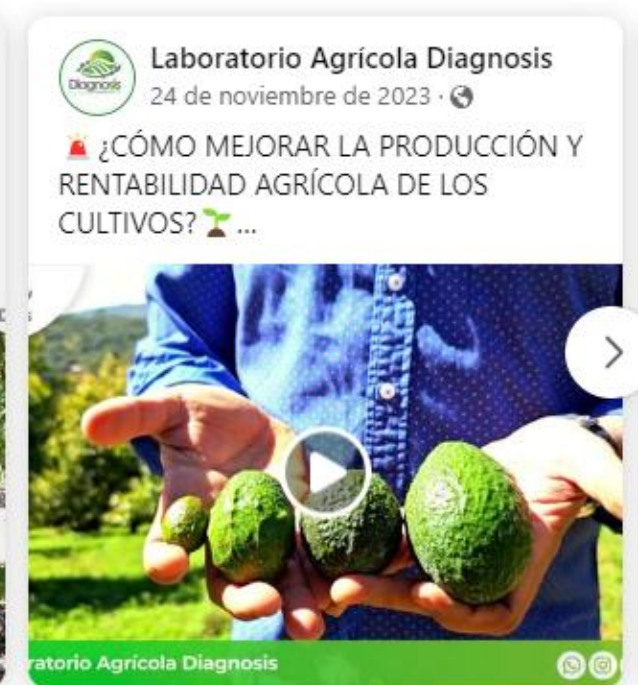 Laboratorio Agrícola Diagnosis
Diagnosis
24 de noviembre de 2023 ·
¿CÓMO MEJORAR LA PRODUCCIÓN Y
RENTABILIDAD AGRÍCOLA DE LOS
CULTIVOS? ...
ratorio Agrícola Diagnosis